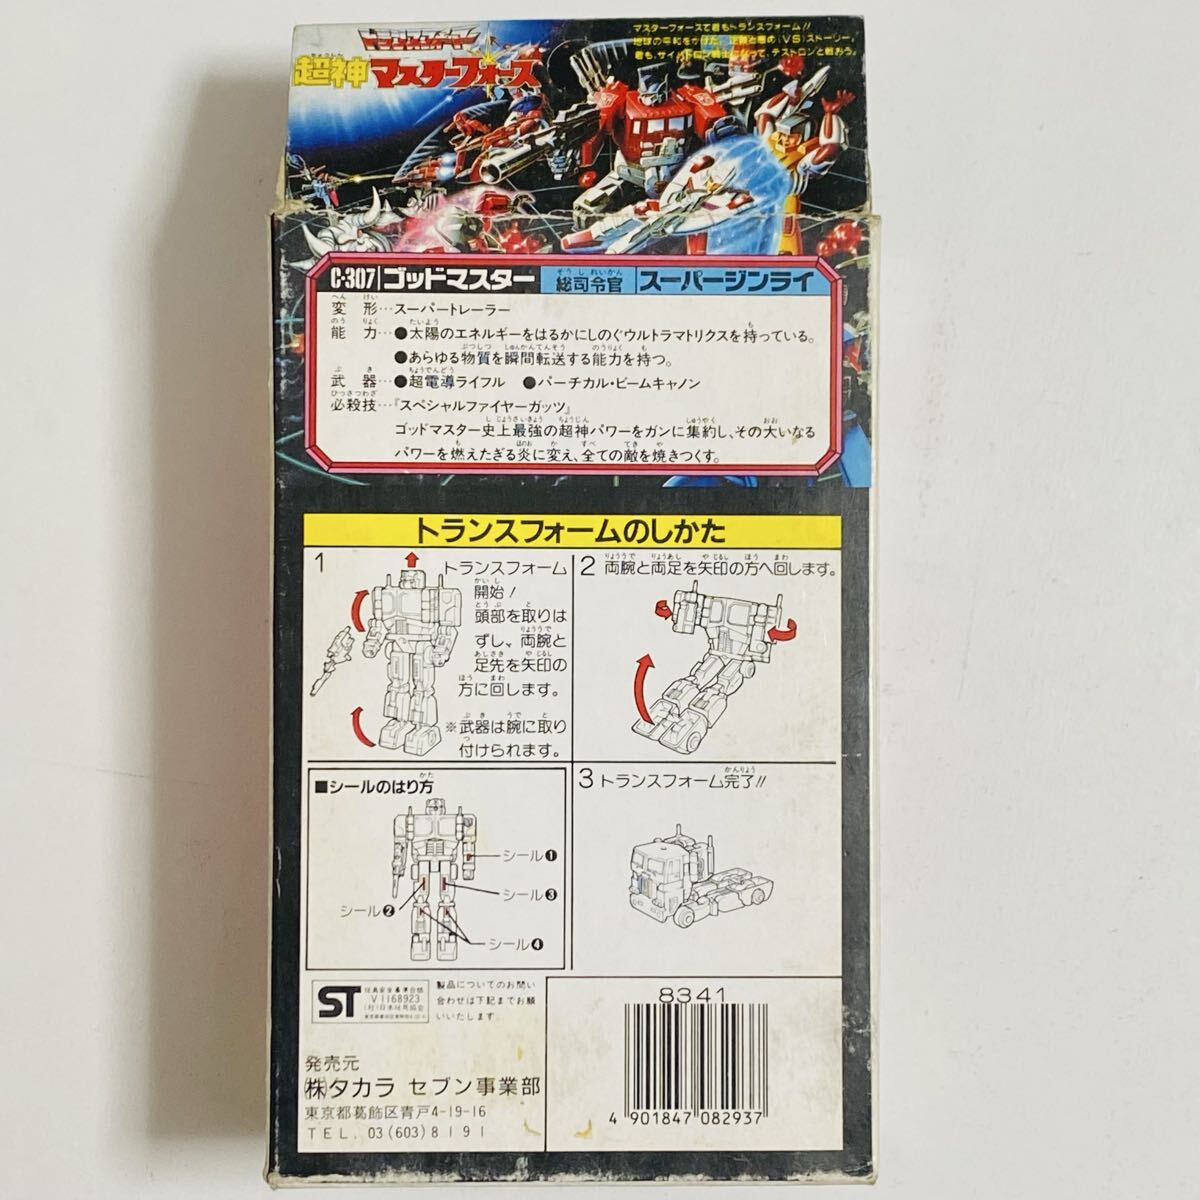 マスターフォースで君もトランスフォーム!!
地球の平和をかけた、正義と悪の(VS)ストーリー。
君も、サイバトロン戦士になって、デストロンと戦おう。
トランスフォーマー
超神マスターフォース
C-307 ゴッドマスター 総司令官 スーパージンライ
変形…スーパートレーラー
能力…●太陽のエネルギーをはるかにしのぐウルトラマトリクスを持っている。
●あらゆる物質を瞬間転送する能力を持つ。
武器…●超電導ライフル ●バーチカル・ビームキャノン
必殺技…『スペシャルファイヤーガッツ』
ゴッドマスター史上最強の超神パワーをガンに集約し、その大いなる
パワーを燃えたぎる炎に変え、全ての敵を焼きつくす。
トランスフォームのしかた
1
トランスフォーム
開始!
頭部を取りは
ずし、両腕と
足先を矢印の
方に回します。
※武器は腕に取り
付けられます。
2 両腕と両足を矢印の方へ回します。
■シールのはり方
シール❶
シール❸
シール❷
シール❹
3 トランスフォーム完了!!
ST
玩具安全基準合格
V1168923
(社)日本玩具協会
製品についてのお問い
合わせは下記までお願
いいたします。
発売元
(株)タカラ セブン事業部
東京都葛飾区青戸4-19-16
TEL. 03(603)8191
8341
4 901847 082937